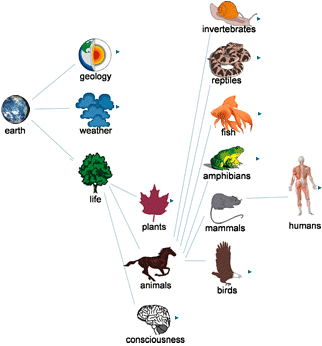 invertebrates
geology
reptiles
earth
weather
fish
amphibians
life
plants
mammals
humans
animals
birds
consciousness